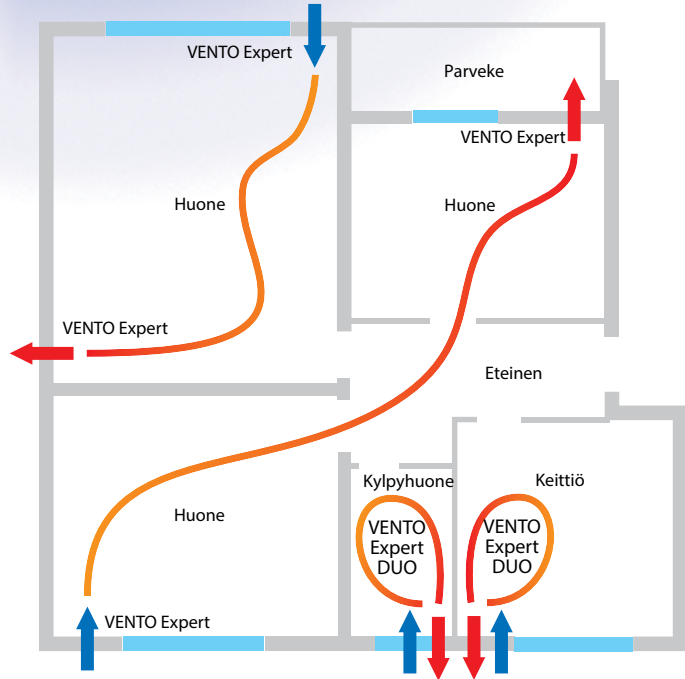 VENTO Expert
Parveke
VENTO Expert
Huone
Huone
VENTO Expert
Eteinen
Kylpyhuone
Keittiö
Huone
VENTO
Expert
DUO
VENTO
Expert
DUO
VENTO Expert